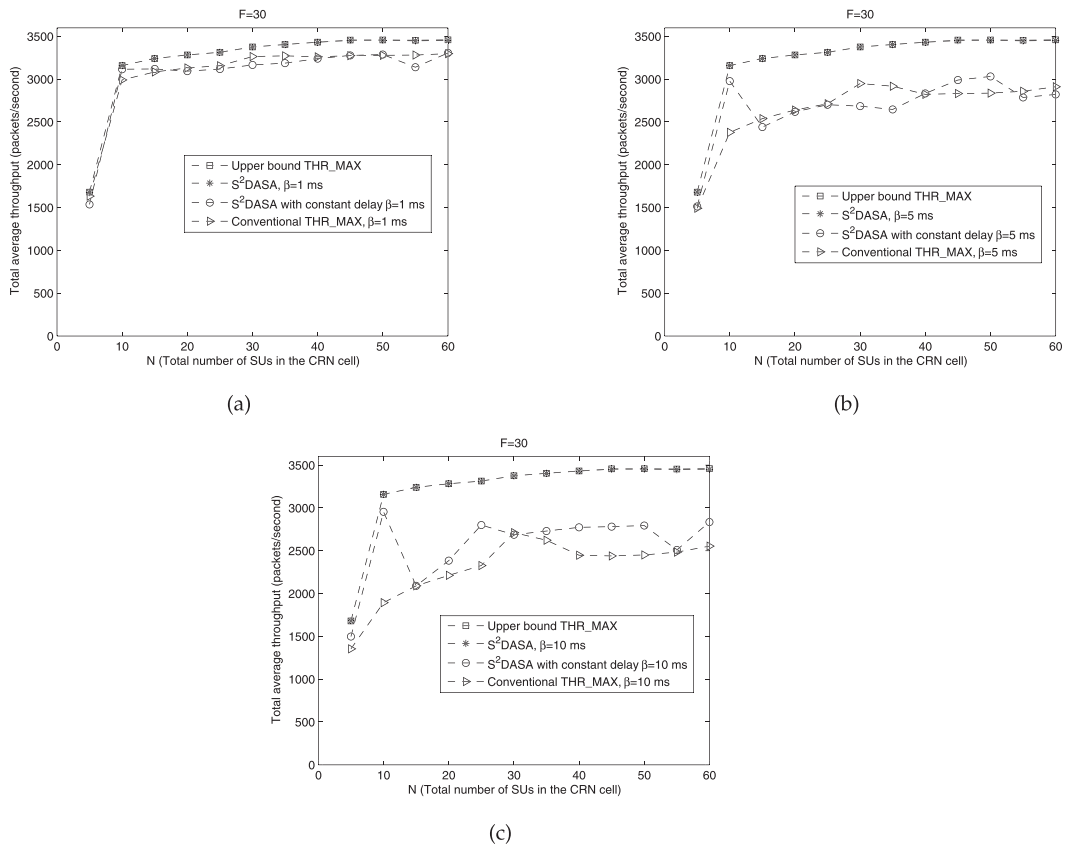 F=30
Total average throughput (packets/second)
3500
3000
2500
2000
1500
1000
500
0
Upper bound THR_MAX
S²DASA, β=1 ms
S²DASA with constant delay β=1 ms
Conventional THR_MAX, β=1 ms
0 10 20 30 40 50 60
N (Total number of SUs in the CRN cell)
(a)
F=30
Total average throughput (packets/second)
3500
3000
2500
2000
1500
1000
500
0
Upper bound THR_MAX
S²DASA, β=5 ms
S²DASA with constant delay β=5 ms
Conventional THR_MAX, β=5 ms
0 10 20 30 40 50 60
N (Total number of SUs in the CRN cell)
(b)
F=30
Total average throughput (packets/second)
3500
3000
2500
2000
1500
1000
500
0
Upper bound THR_MAX
S²DASA, β=10 ms
S²DASA with constant delay β=10 ms
Conventional THR_MAX, β=10 ms
0 10 20 30 40 50 60
N (Total number of SUs in the CRN cell)
(c)